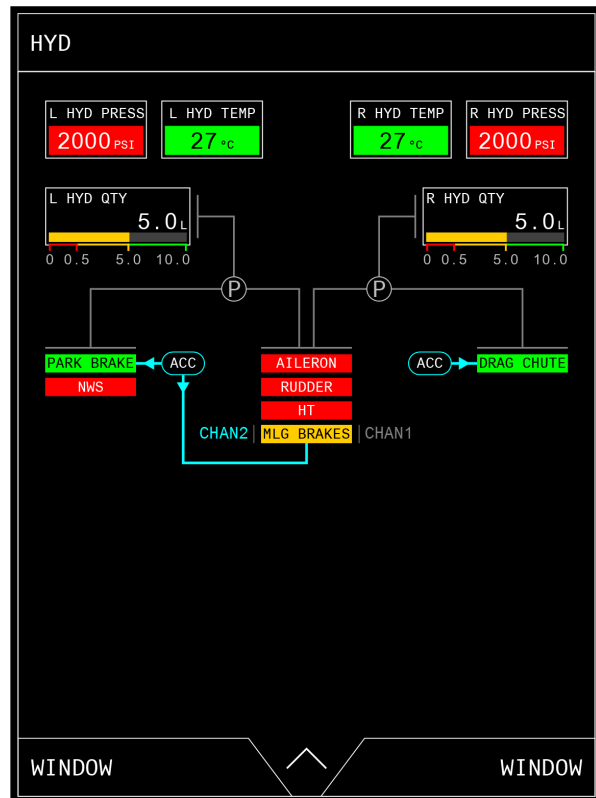 HYD
L HYD PRESS
2000 PSI
L HYD TEMP
27 °C
R HYD TEMP
27 °C
R HYD PRESS
2000 PSI
L HYD QTY
5.0 L
0 0.5 5.0 10.0
R HYD QTY
5.0 L
0 0.5 5.0 10.0
P
P
PARK BRAKE
ACC
AILERON
ACC
DRAG CHUTE
NWS
RUDDER
HT
CHAN2
MLG BRAKES
CHAN1
WINDOW
WINDOW